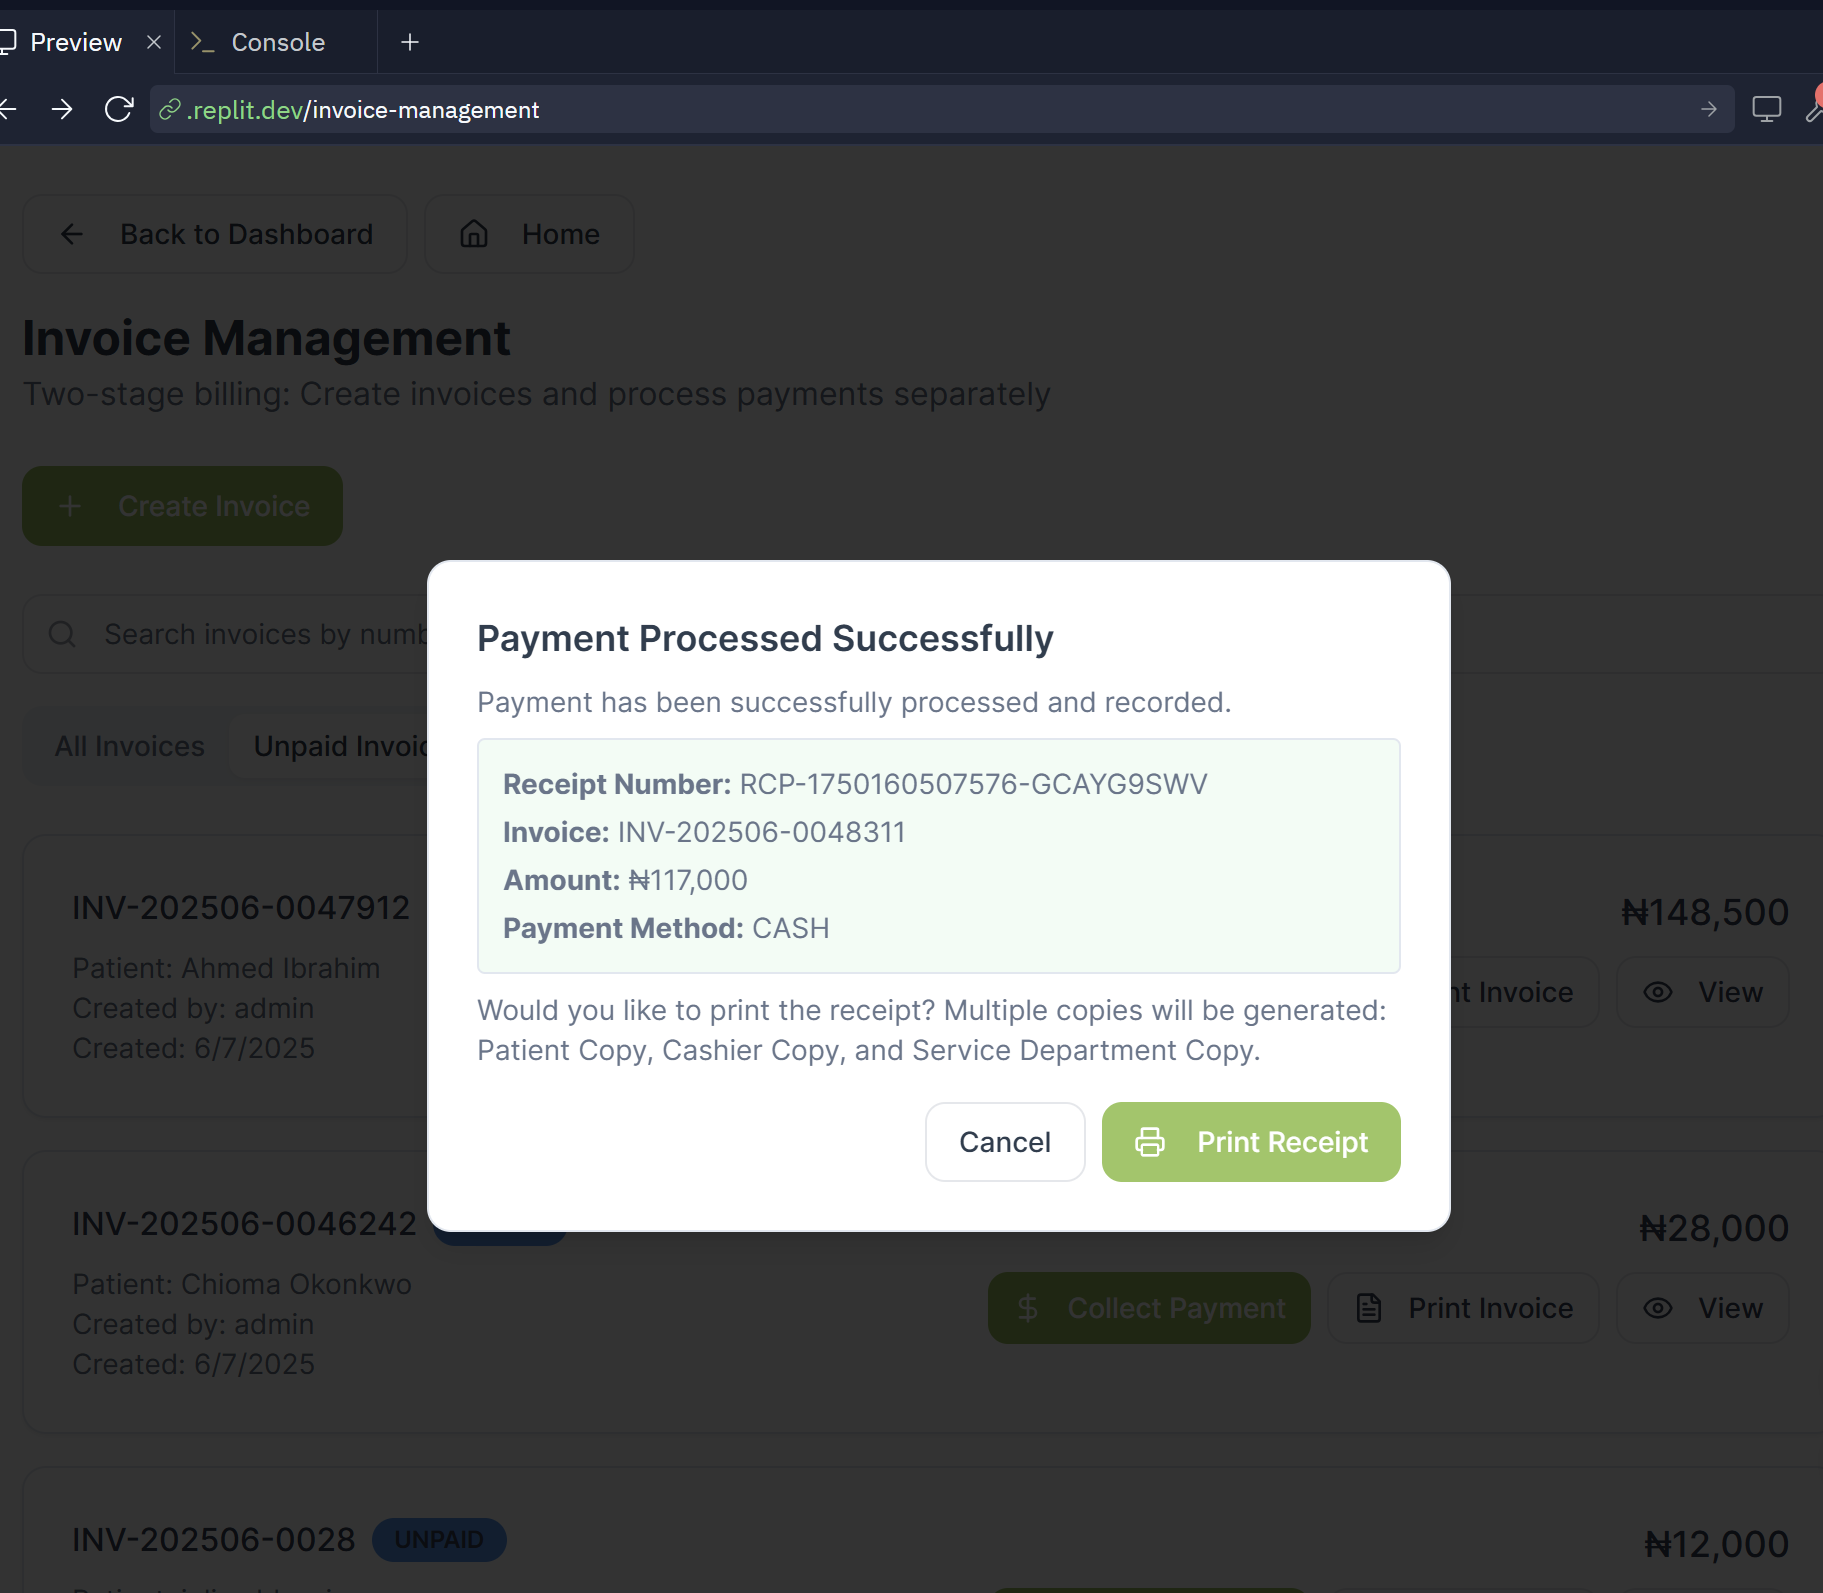 Preview
Console
.replit.dev/invoice-management
Back to Dashboard
Home
Invoice Management
Two-stage billing: Create invoices and process payments separately
Create Invoice
Search invoices by
All Invoices
Unpaid
Payment Processed Successfully
Payment has been successfully processed and recorded.
Receipt Number: RCP-1750160507576-GCAYG9SWV
Invoice: INV-202506-0048311
Amount: ₦117,000
Payment Method: CASH
Would you like to print the receipt? Multiple copies will be generated:
Patient Copy, Cashier Copy, and Service Department Copy.
Cancel
Print Receipt
INV-202506-0047912
₦148,500
Patient: Ahmed Ibrahim
Created by: admin
Created: 6/7/2025
Invoice
View
INV-202506-0046242
₦28,000
Patient: Chioma Okonkwo
Created by: admin
Created: 6/7/2025
Collect Payment
Print Invoice
View
INV-202506-0028
UNPAID
₦12,000